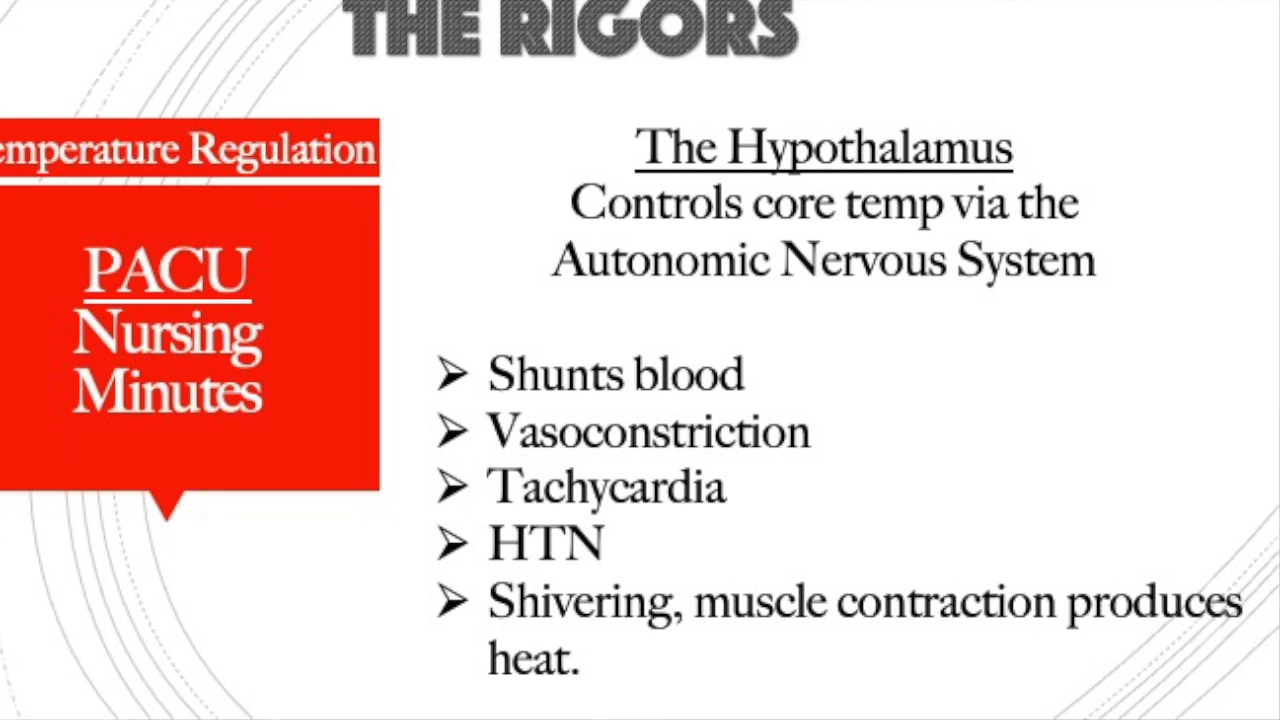 THE RIGORS
emperature Regulation
PACU
Nursing
Minutes
The Hypothalamus
Controls core temp via the
Autonomic Nervous System
➢ Shunts blood
➢ Vasoconstriction
➢ Tachycardia
➢ HTN
➢ Shivering, muscle contraction produces
heat.